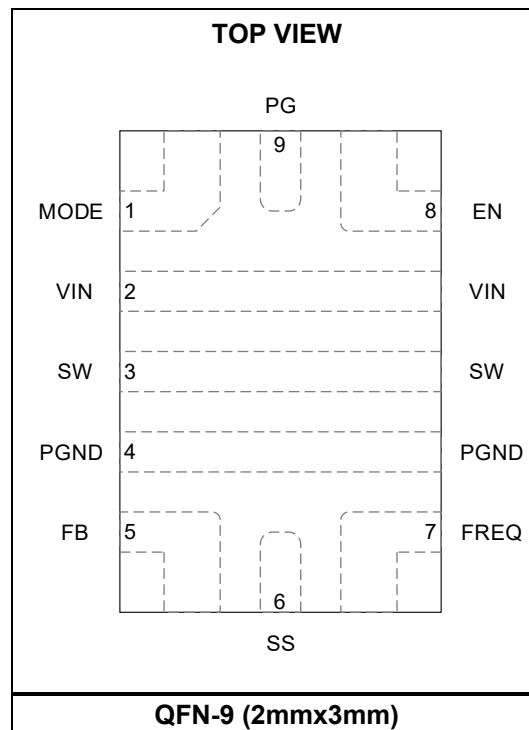 TOP VIEW
PG
9
MODE 1 8 EN
VIN 2 VIN
SW 3 SW
PGND 4 PGND
FB 5 7 FREQ
6
SS
QFN-9 (2mmx3mm)